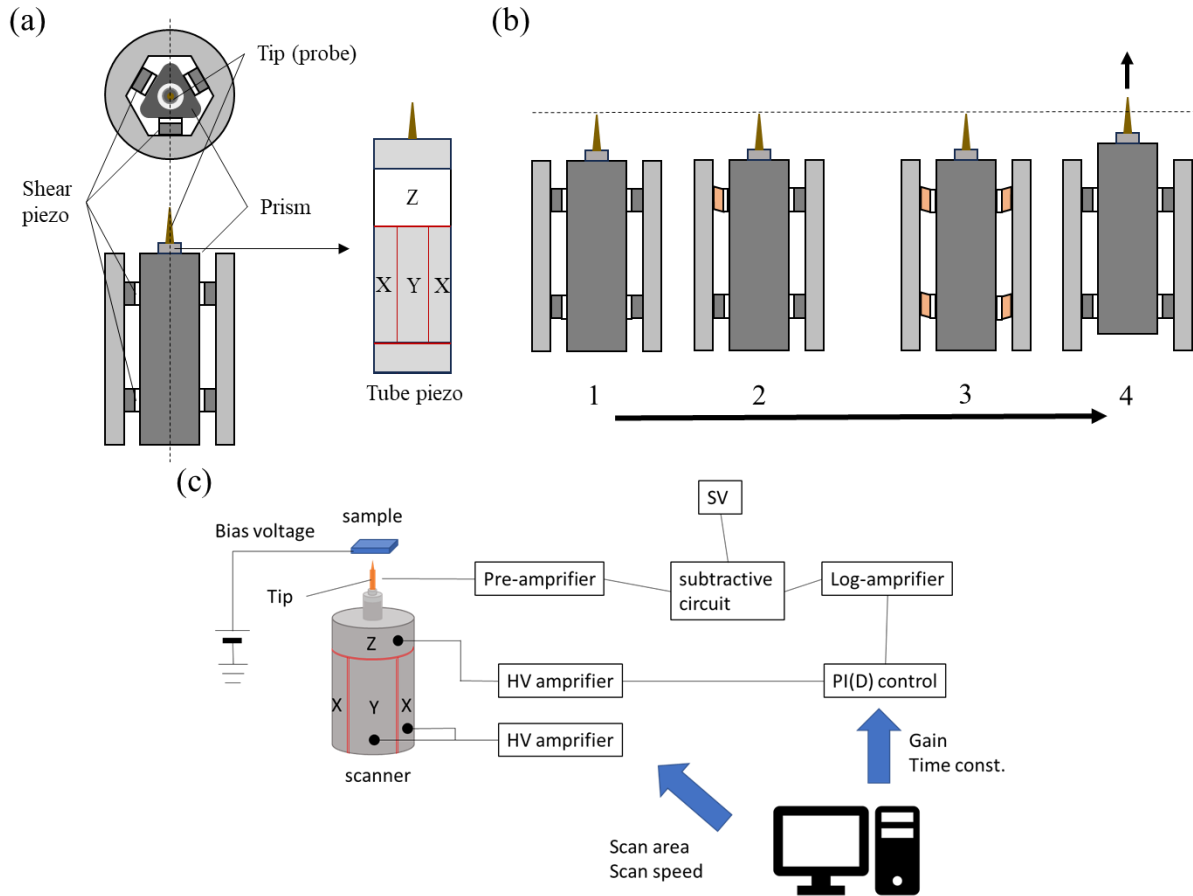 (a)
Tip (probe)
Shear
piezo
Prism
Z
X
Y
X
Tube piezo
(b)
1
2
3
4
(c)
SV
sample
Bias voltage
Pre-amprifier
subtractive
circuit
Log-amprifier
Tip
Z
HV amprifier
PI(D) control
X
Y
X
HV amprifier
Gain
Time const.
scanner
Scan area
Scan speed